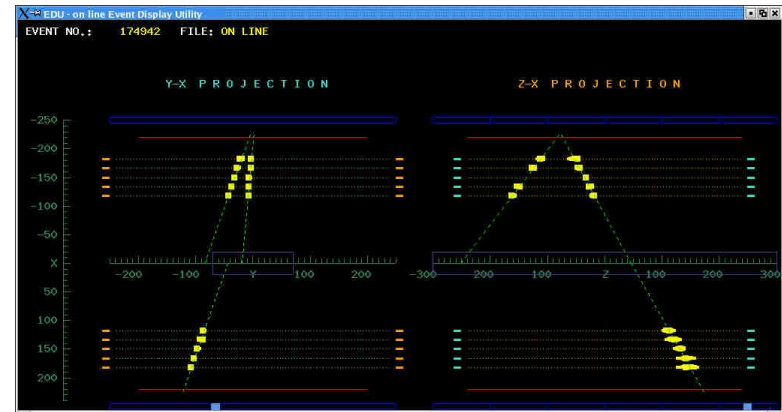 EDU - on line Event Display Utility
EVENT NO.: 174942 FILE: ON LINE
Y-X PROJECTION Z-X PROJECTION
-250
-200
-150
-100
-50
X
-200 -100 Y 100 200 -300 200 100 Z 100 200 300
50
100
150
200